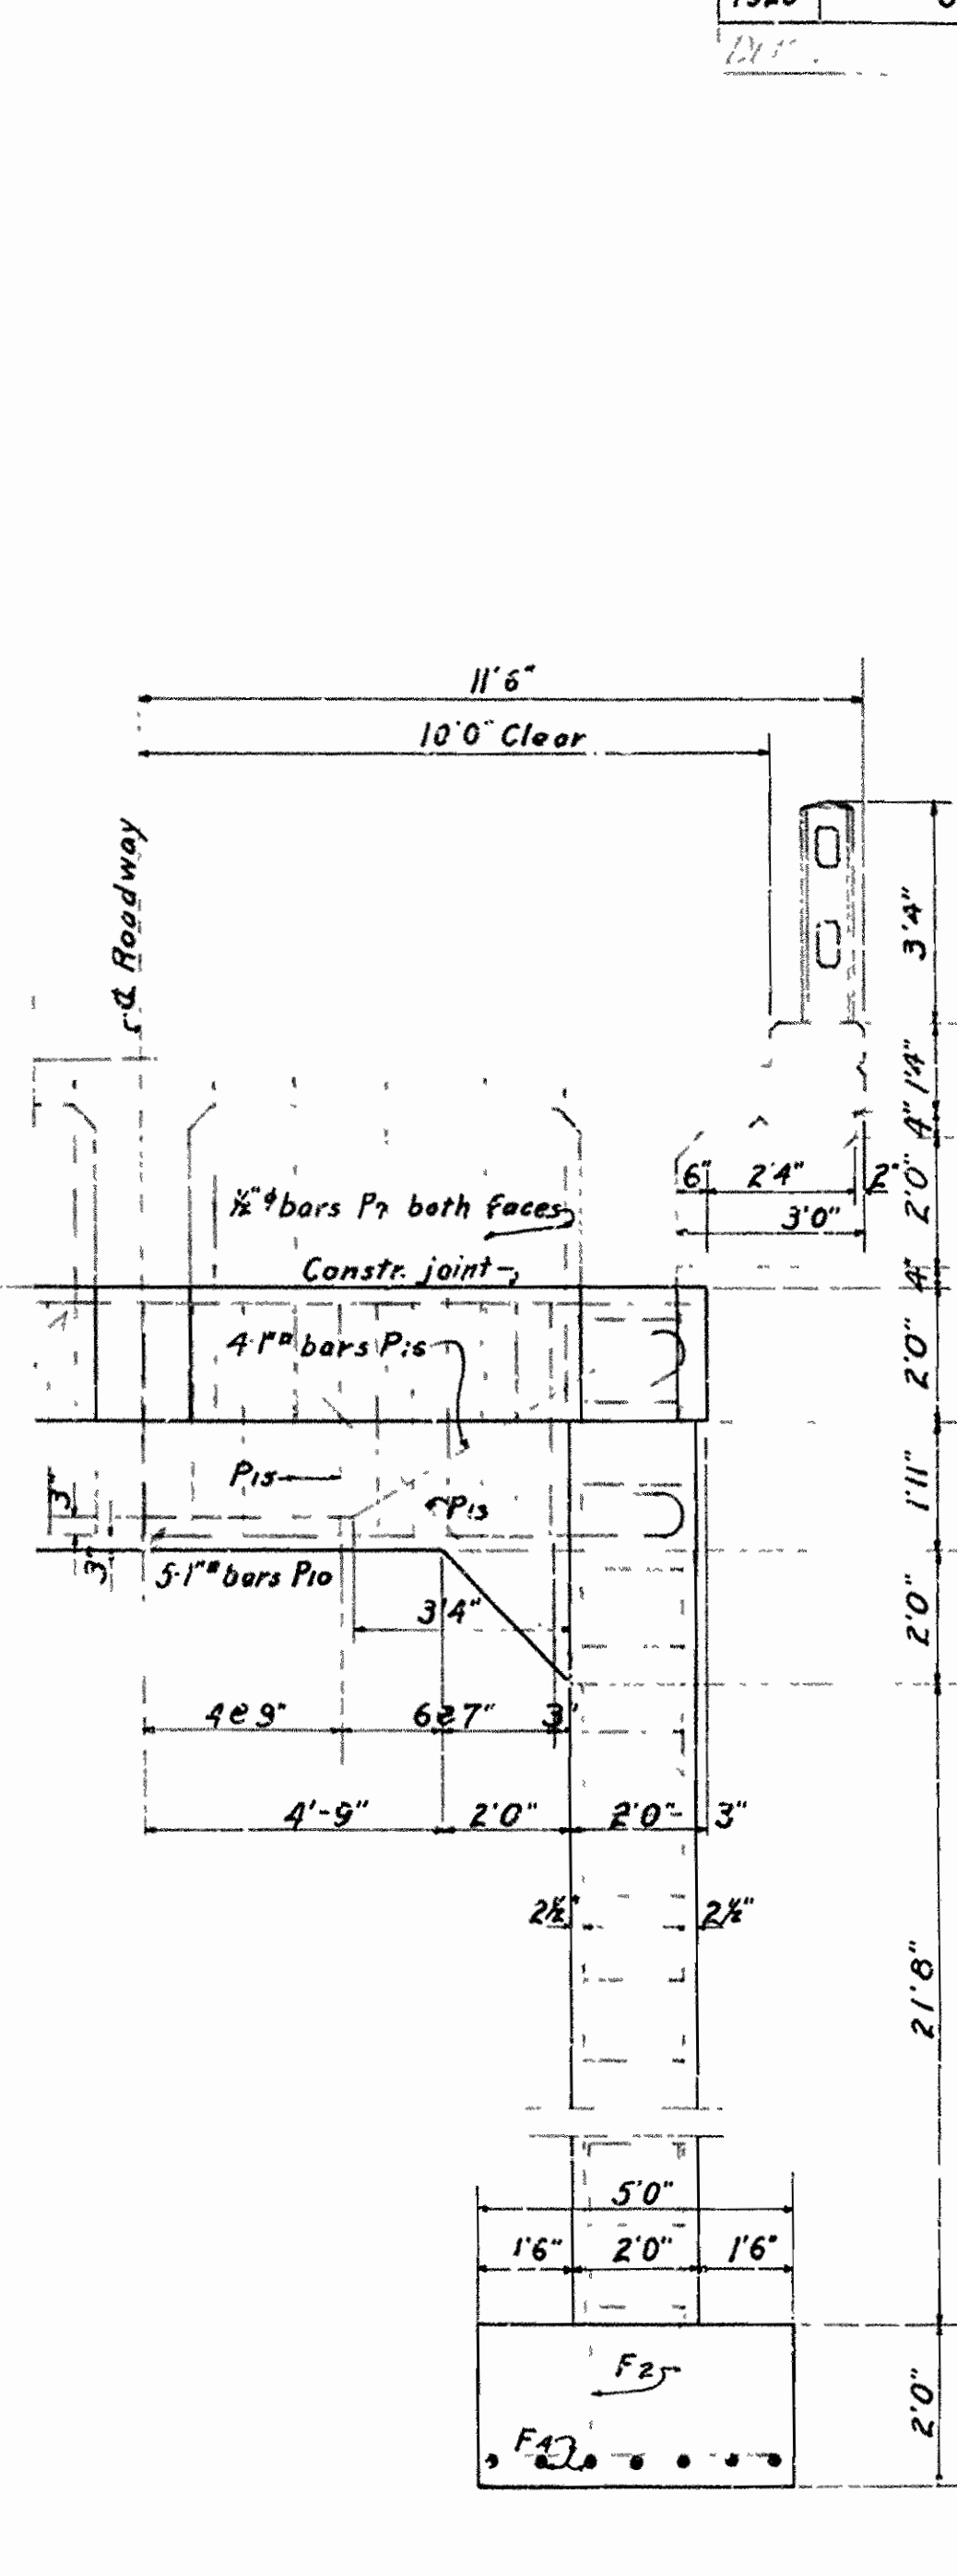 1920
11'6"
10'0" Clear
℄ Roadway
3'4"
1'4"
4"
6" 2'4" 2"
2'0"
3'0"
½"ϕ bars P7 both faces
Constr. joint
4"
4-1"□ bars P15
2'0"
P15
P15
1'11"
3"
3"
5-1"□ bars P10
3'4"
2'0"
4@9" 6@7" 3"
4'-9" 2'0" 2'0" 3"
2½" 2½"
21'8"
5'0"
1'6" 2'0" 1'6"
F2
F4
2'0"